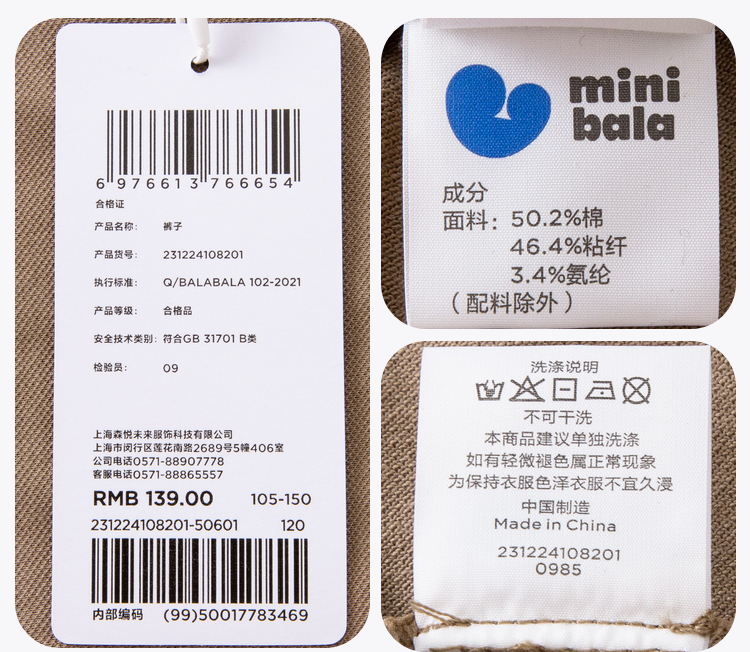 6 976613 766654
合格证
产品名称： 裤子
产品货号： 231224108201
执行标准： Q/BALABALA 102-2021
产品等级： 合格品
安全技术类别： 符合GB 31701 B类
检验员： 09
上海森悦未来服饰科技有限公司
上海市闵行区莲花南路2689号5幢406室
公司电话0571-88907778
客服电话0571-88865557
RMB 139.00 105-150
231224108201-50601 120
内部编码 (99)50017783469
mini
bala
成分
面料：50.2%棉
46.4%粘纤
3.4%氨纶
（配料除外）
洗涤说明
不可干洗
本商品建议单独洗涤
如有轻微褪色属正常现象
为保持衣服色泽衣服不宜久浸
中国制造
Made in China
231224108201
0985